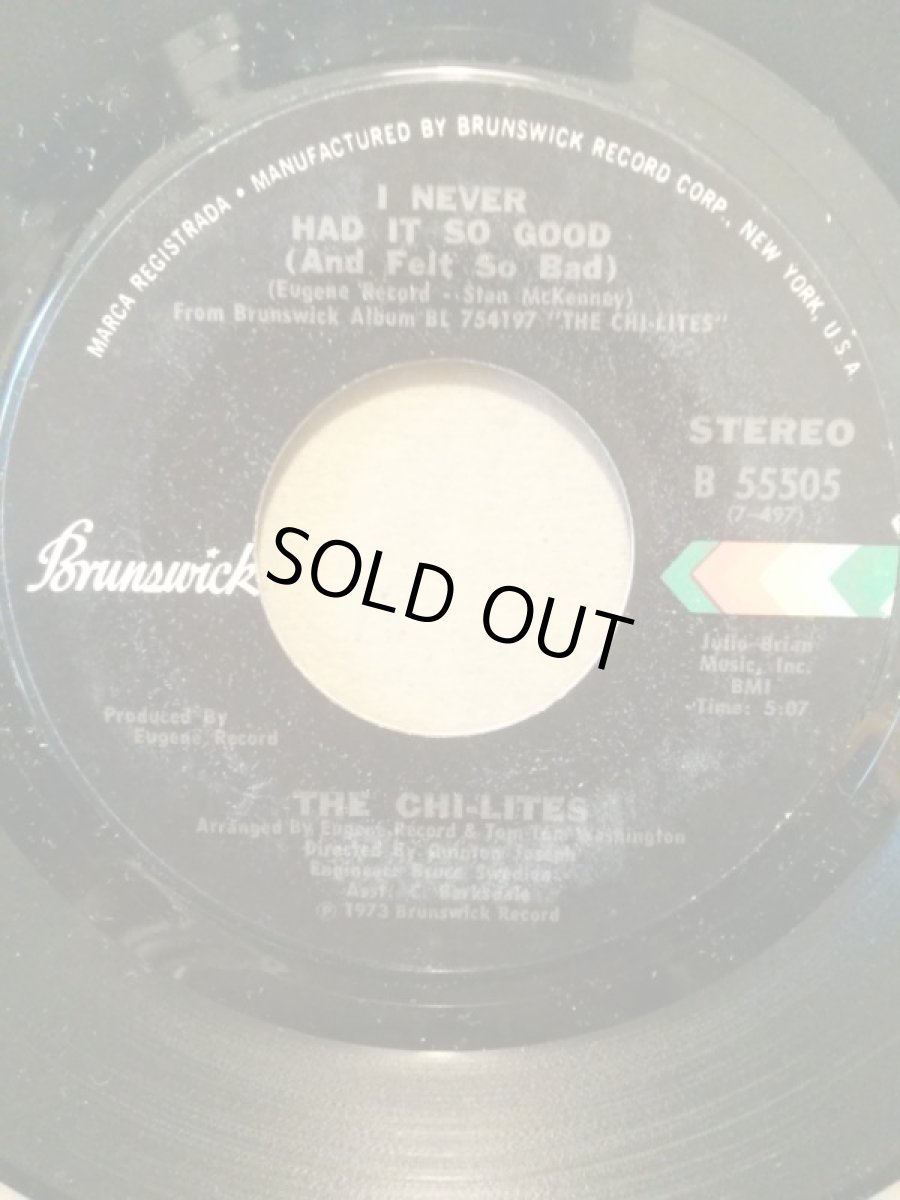 MARCA REGISTRADA • MANUFACTURED BY BRUNSWICK RECORD CORP., NEW YORK, U.S.A.
I NEVER
HAD IT SO GOOD
(And Felt So Bad)
(Eugene Record - Stan McKenney)
From Brunswick Album BL 754197 "THE CHI-LITES"
STEREO
B 55505
(7-497)
Brunswick
SOLD OUT
Julio-Brian
Music, Inc.
BMI
Time: 5:07
Produced By
Eugene Record
THE CHI-LITES
Arranged By Eugene Record & Tom Tom Washington
Directed By Quinton Joseph
Engineer: Bruce Swedien
Asst. C. Barksdale
Ⓟ 1973 Brunswick Record